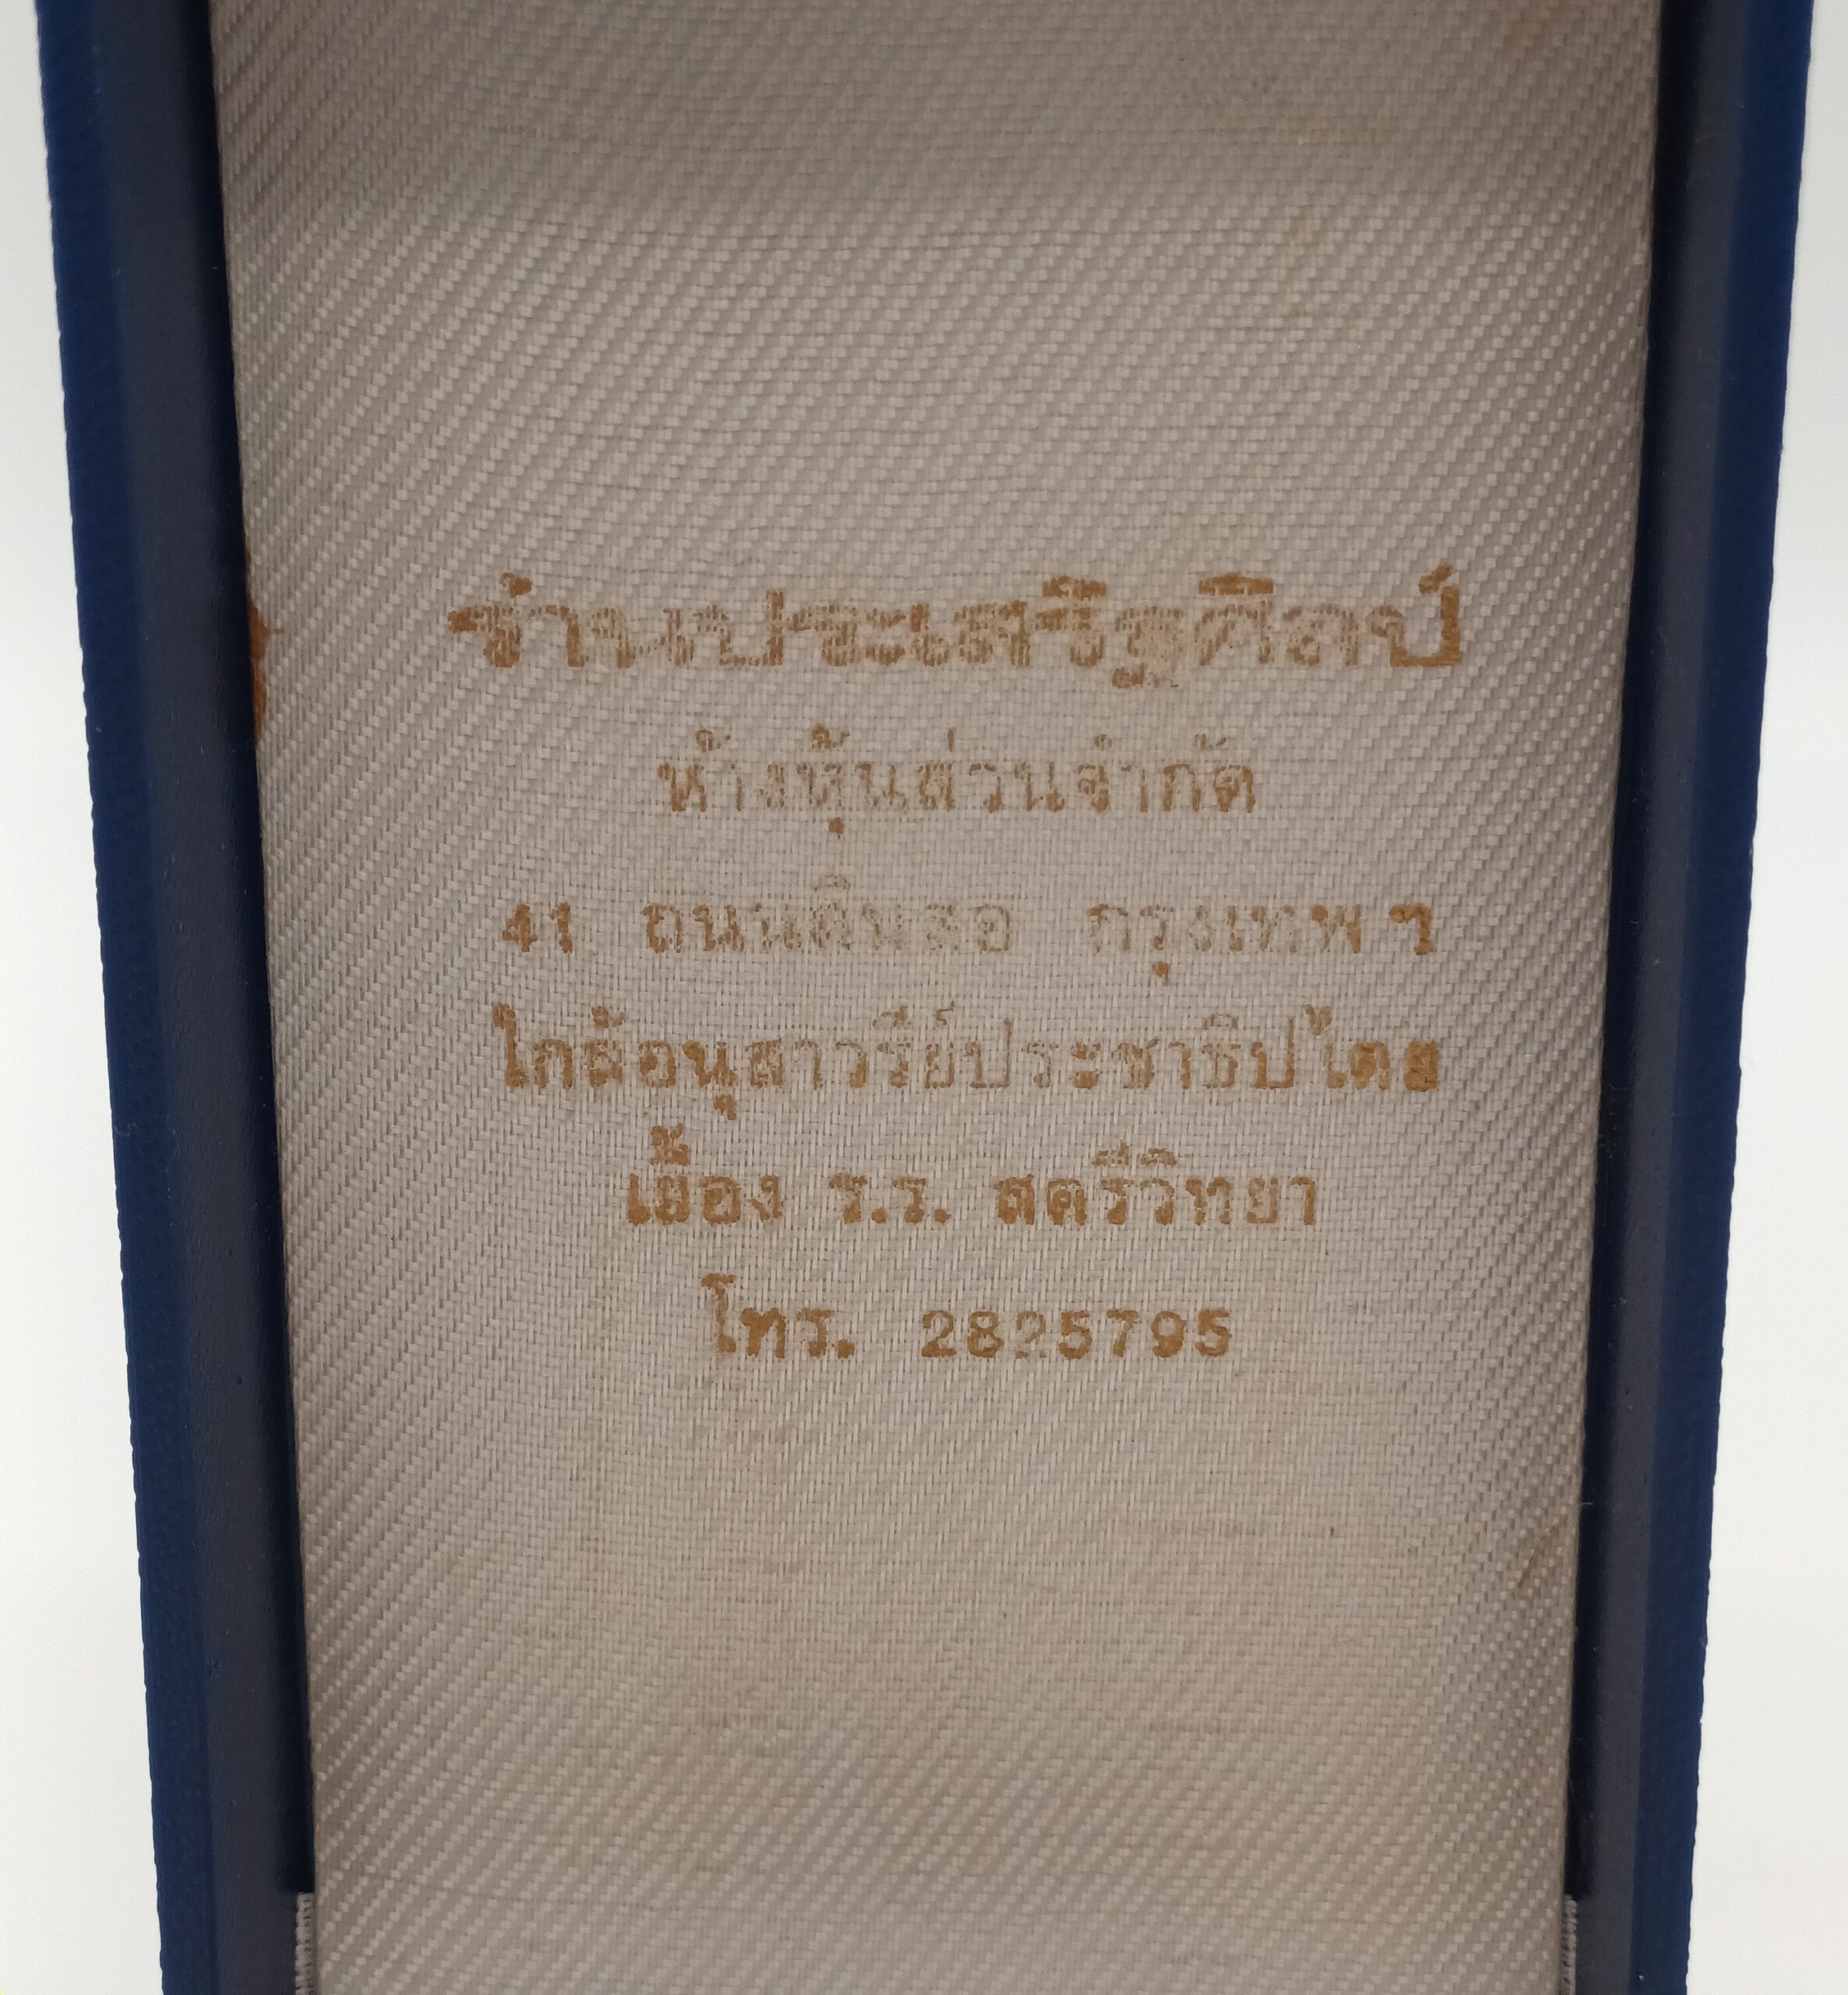 ร้านประเสริฐศิลป์
ห้างหุ้นส่วนจำกัด
41 ถนนดินสอ กรุงเทพฯ
ใกล้อนุสาวรีย์ประชาธิปไตย
เยื้อง ร.ร. สตรีวิทยา
โทร. 2825795